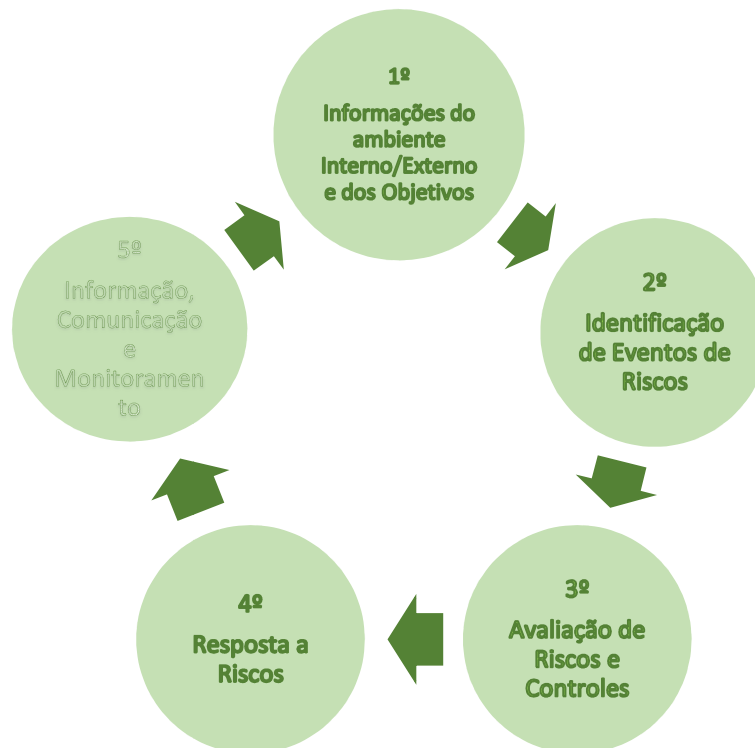 1º
Informações do
ambiente
Interno/Externo
e dos Objetivos
2º
Identificação
de Eventos de
Riscos
3º
Avaliação de
Riscos e
Controles
4º
Resposta a
Riscos
5º
Informação,
Comunicação
e
Monitoramen
to